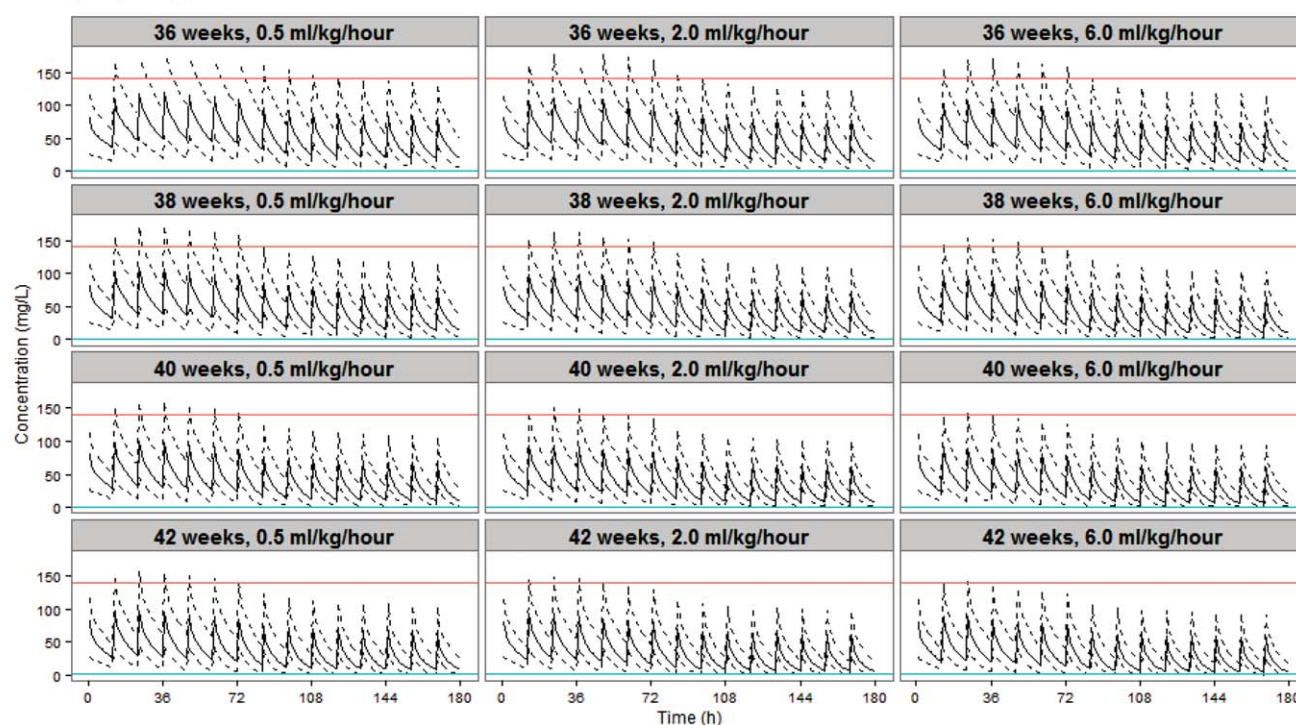 36 weeks, 0.5 ml/kg/hour
36 weeks, 2.0 ml/kg/hour
36 weeks, 6.0 ml/kg/hour
150
100
50
0
38 weeks, 0.5 ml/kg/hour
38 weeks, 2.0 ml/kg/hour
38 weeks, 6.0 ml/kg/hour
150
100
50
0
Concentration (mg/L)
40 weeks, 0.5 ml/kg/hour
40 weeks, 2.0 ml/kg/hour
40 weeks, 6.0 ml/kg/hour
150
100
50
0
42 weeks, 0.5 ml/kg/hour
42 weeks, 2.0 ml/kg/hour
42 weeks, 6.0 ml/kg/hour
150
100
50
0
0 36 72 108 144 180
0 36 72 108 144 180
0 36 72 108 144 180
Time (h)